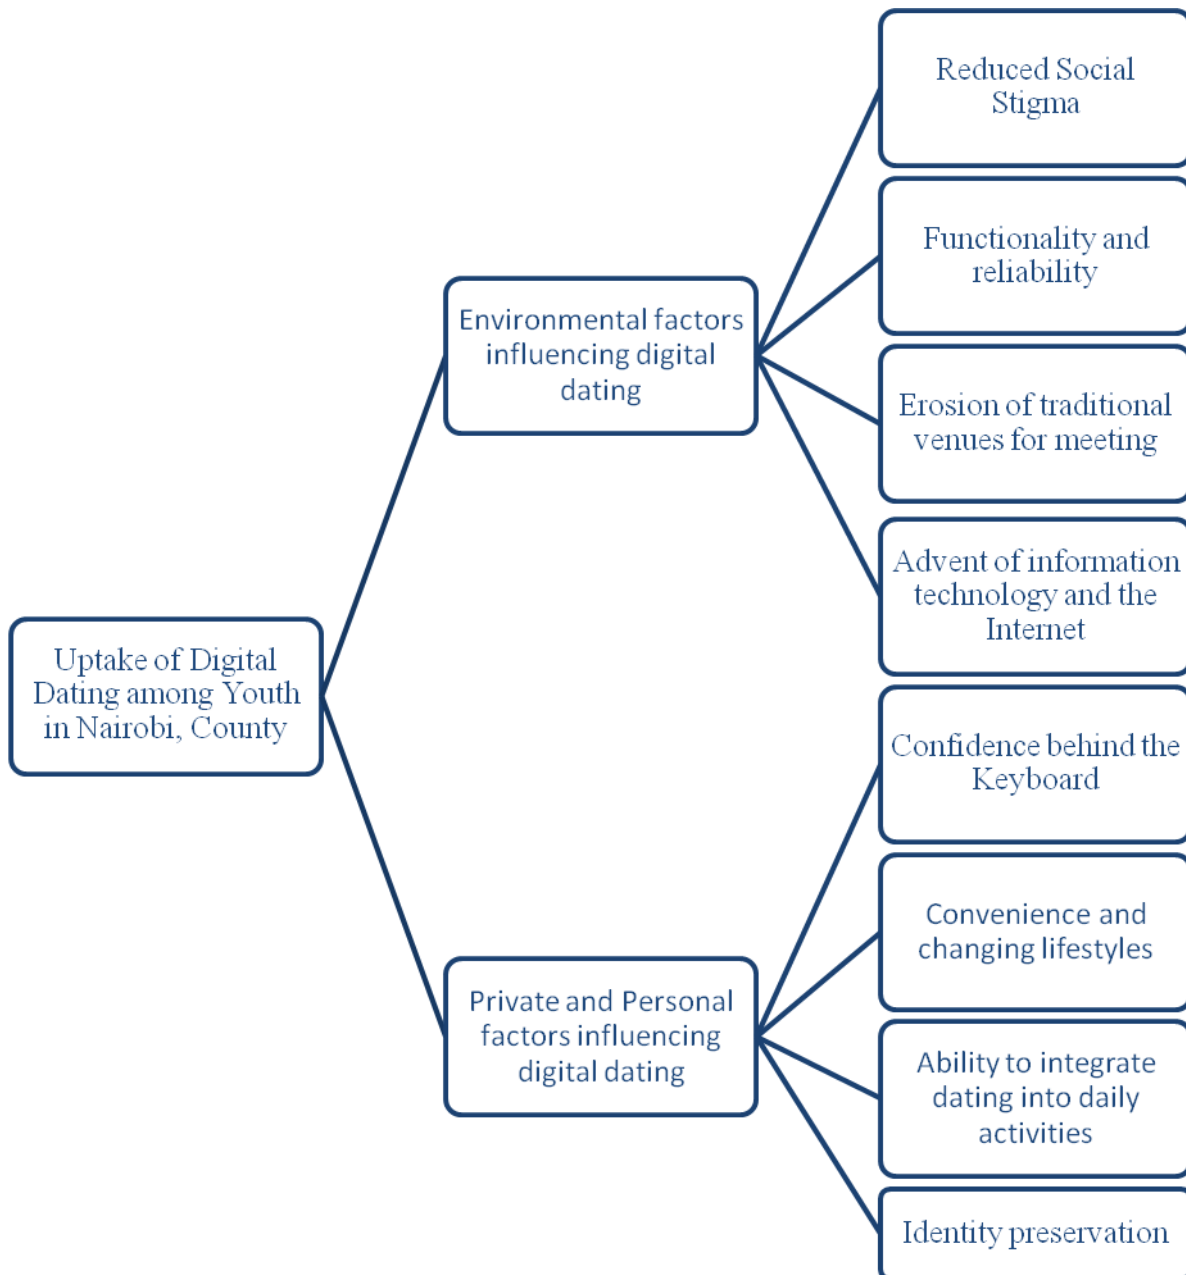 Reduced Social
Stigma
Functionality and
reliability
Environmental factors
influencing digital
dating
Erosion of traditional
venues for meeting
Advent of information
technology and the
Internet
Uptake of Digital
Dating among Youth
in Nairobi, County
Confidence behind the
Keyboard
Convenience and
changing lifestyles
Private and Personal
factors influencing
digital dating
Ability to integrate
dating into daily
activities
Identity preservation